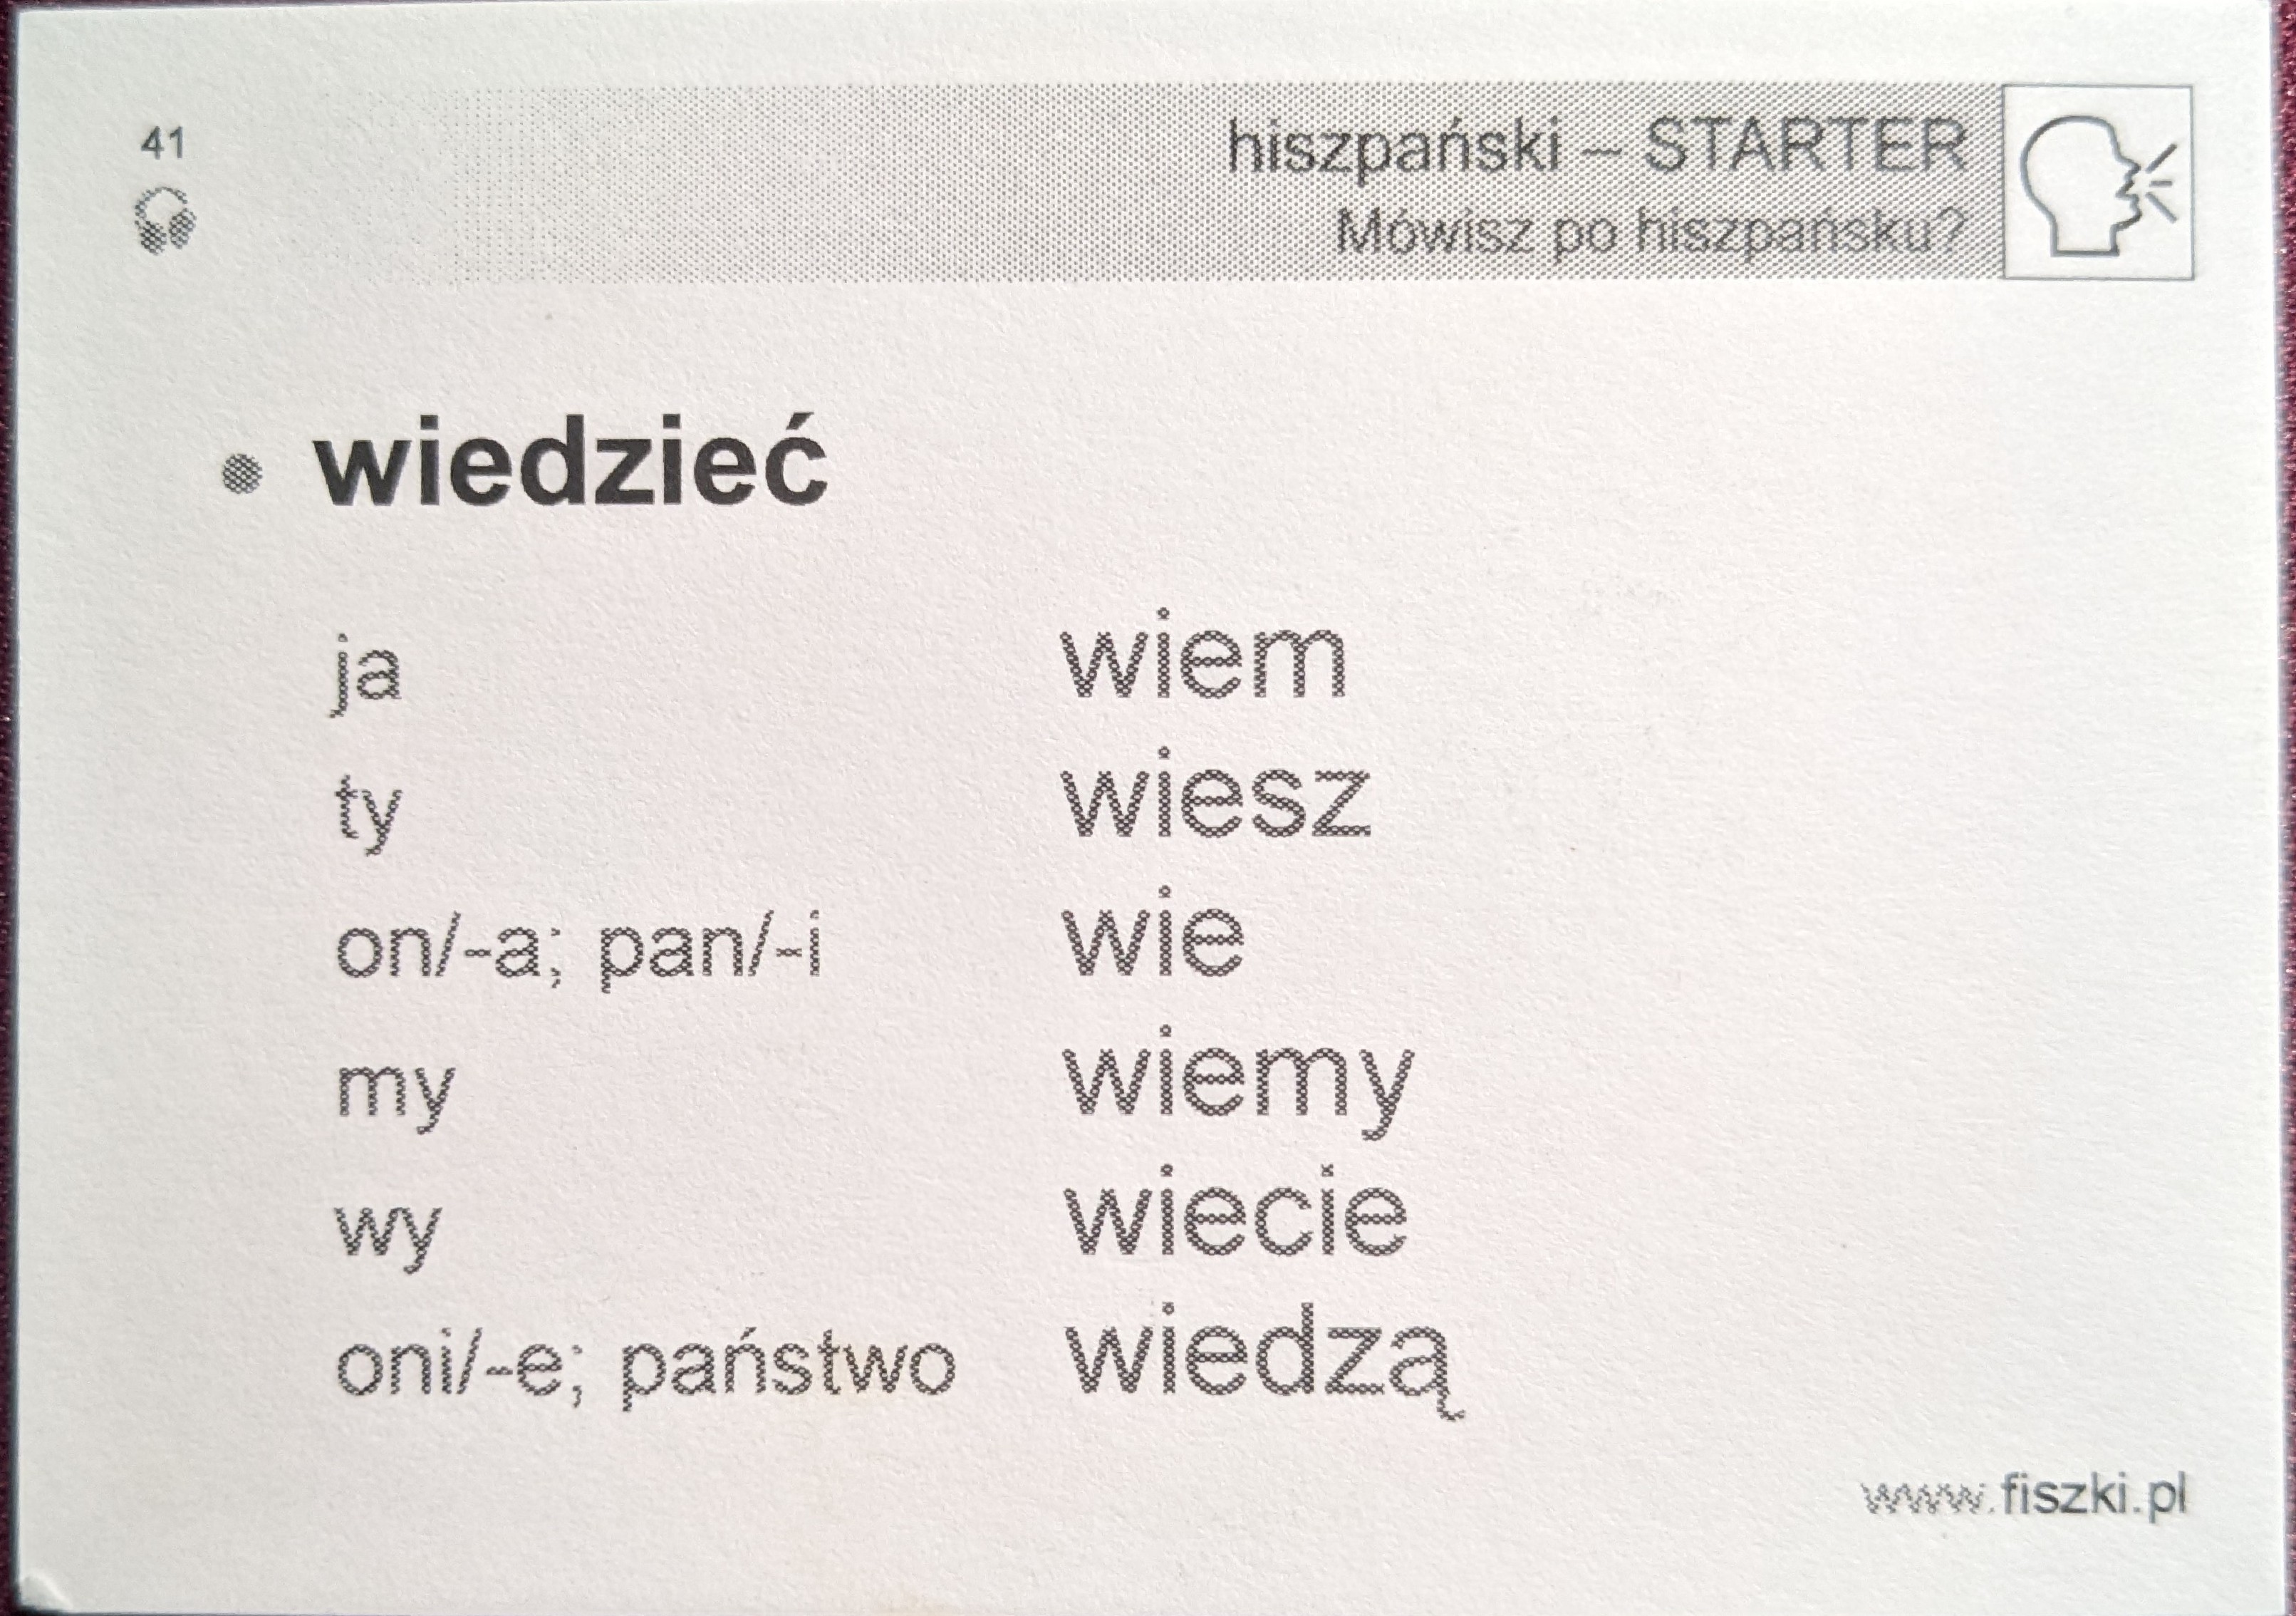 41
hiszpański – STARTER
Mówisz po hiszpańsku?
• wiedzieć
ja wiem
ty wiesz
on/-a; pan/-i wie
my wiemy
wy wiecie
oni/-e; państwo wiedzą
www.fiszki.pl